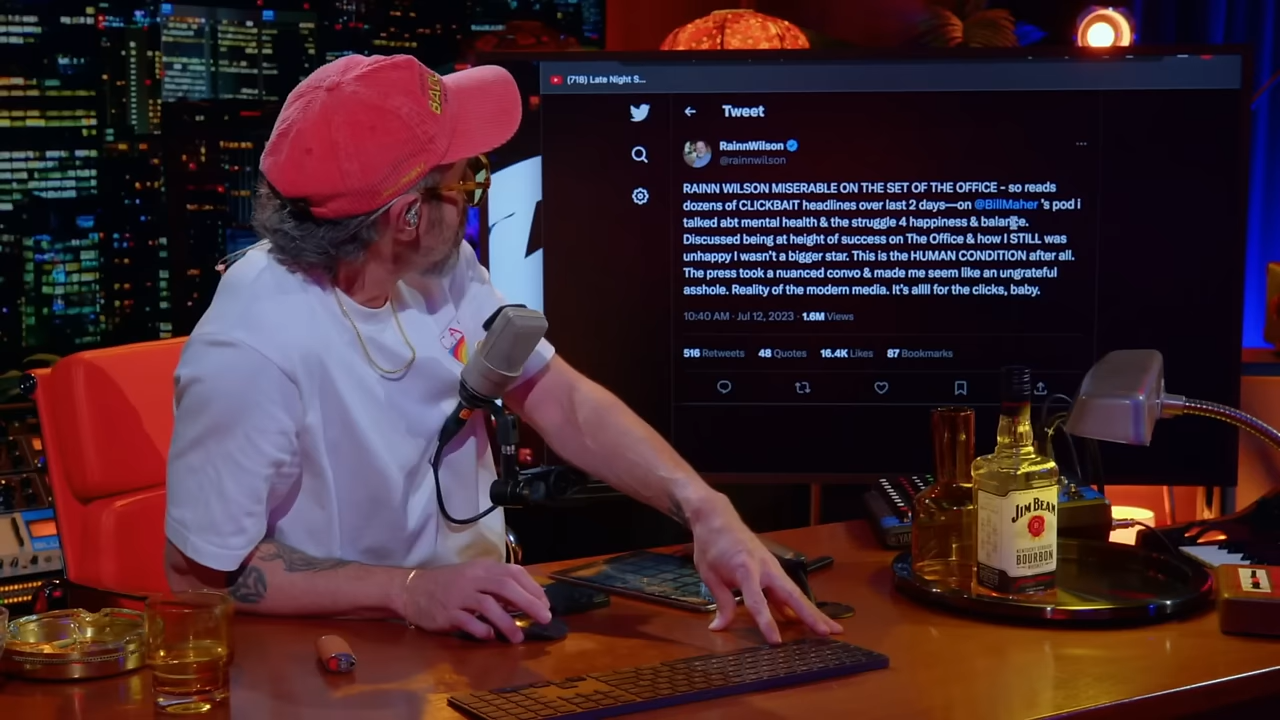 (718) Late Night S...
Tweet
RainnWilson
@rainnwilson
RAINN WILSON MISERABLE ON THE SET OF THE OFFICE - so reads
dozens of CLICKBAIT headlines over last 2 days—on @BillMaher 's pod i
talked abt mental health & the struggle 4 happiness & balance.
Discussed being at height of success on The Office & how I STILL was
unhappy I wasn't a bigger star. This is the HUMAN CONDITION after all.
The press took a nuanced convo & made me seem like an ungrateful
asshole. Reality of the modern media. It's allll for the clicks, baby.
10:40 AM · Jul 12, 2023 · 1.6M Views
516 Retweets 48 Quotes 16.4K Likes 87 Bookmarks
JIM BEAM
KENTUCKY STRAIGHT
BOURBON
WHISKEY